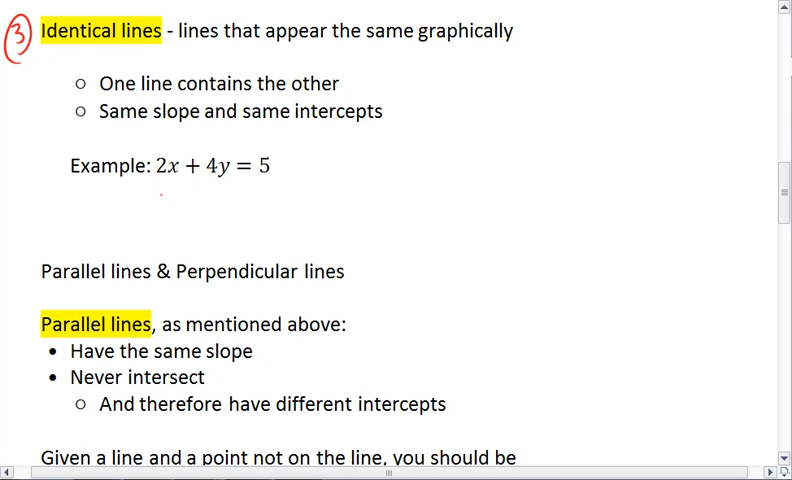 ③ Identical lines - lines that appear the same graphically
○ One line contains the other
○ Same slope and same intercepts
Example: 2x + 4y = 5
Parallel lines & Perpendicular lines
Parallel lines, as mentioned above:
• Have the same slope
• Never intersect
○ And therefore have different intercepts
Given a line and a point not on the line, you should be